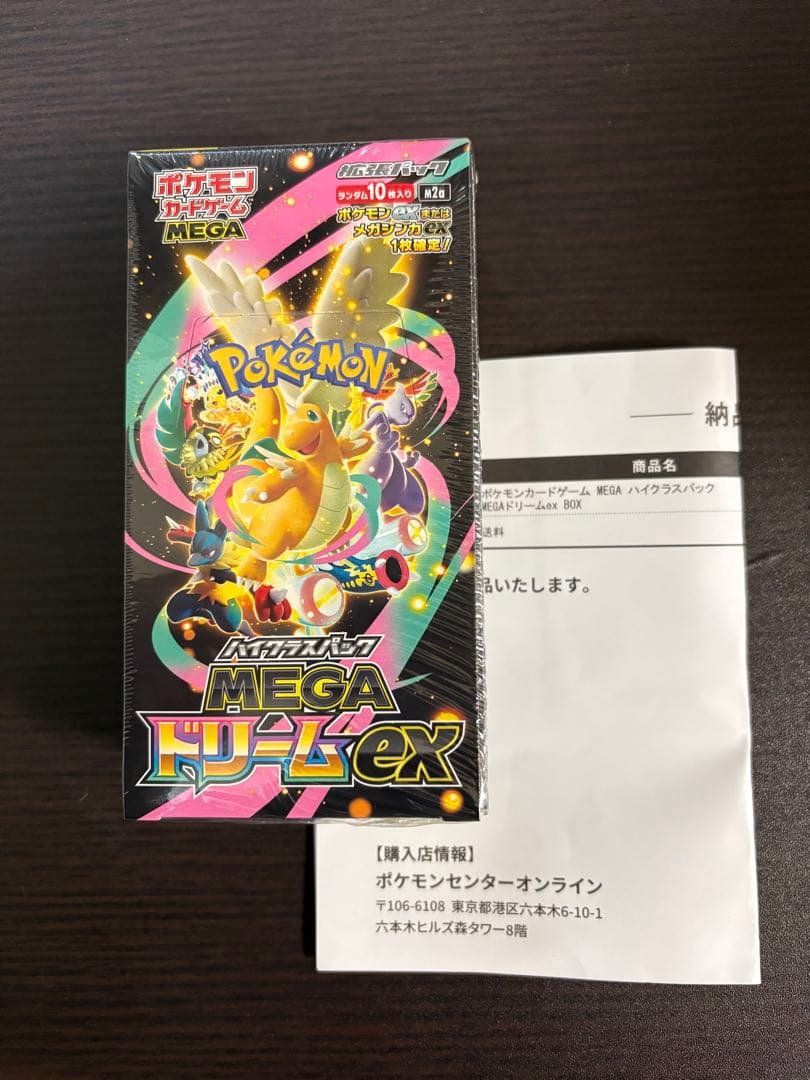 ポケモン
カードゲーム
MEGA
拡張パック
ランダム10枚入り M2a
ポケモンexまたは
メガシンカex
1枚確定!
POKÉMON
ハイクラスパック
MEGA
ドリームex
納品
商品名
ポケモンカードゲーム MEGA ハイクラスパック
MEGAドリームex BOX
送料
品いたします。
【購入店情報】
ポケモンセンターオンライン
〒106-6108 東京都港区六本木6-10-1
六本木ヒルズ森タワー8階